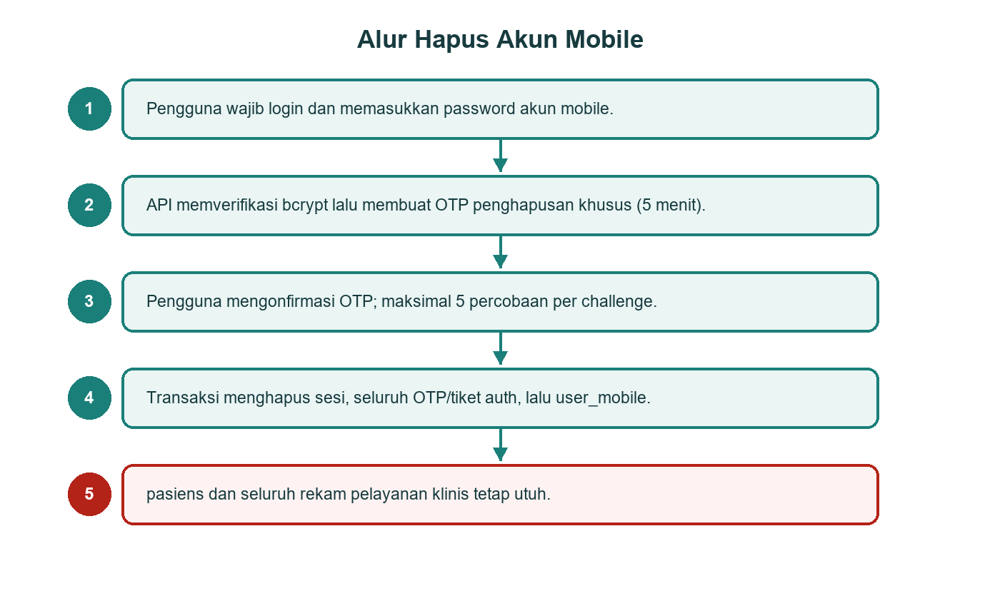 Alur Hapus Akun Mobile
1
Pengguna wajib login dan memasukkan password akun mobile.
2
API memverifikasi bcrypt lalu membuat OTP penghapusan khusus (5 menit).
3
Pengguna mengonfirmasi OTP; maksimal 5 percobaan per challenge.
4
Transaksi menghapus sesi, seluruh OTP/tiket auth, lalu user_mobile.
5
pasiens dan seluruh rekam pelayanan klinis tetap utuh.